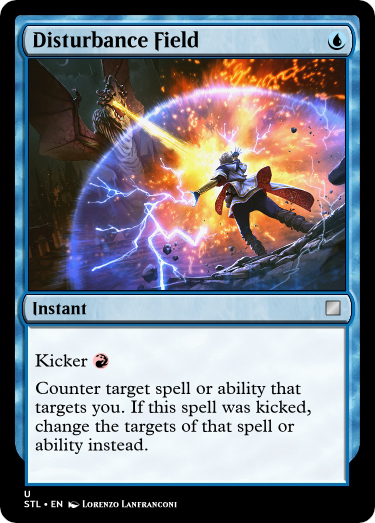 Disturbance Field
Instant
Kicker
Counter target spell or ability that
targets you. If this spell was kicked,
change the targets of that spell or
ability instead.
U
STL • EN Lorenzo Lanfranconi